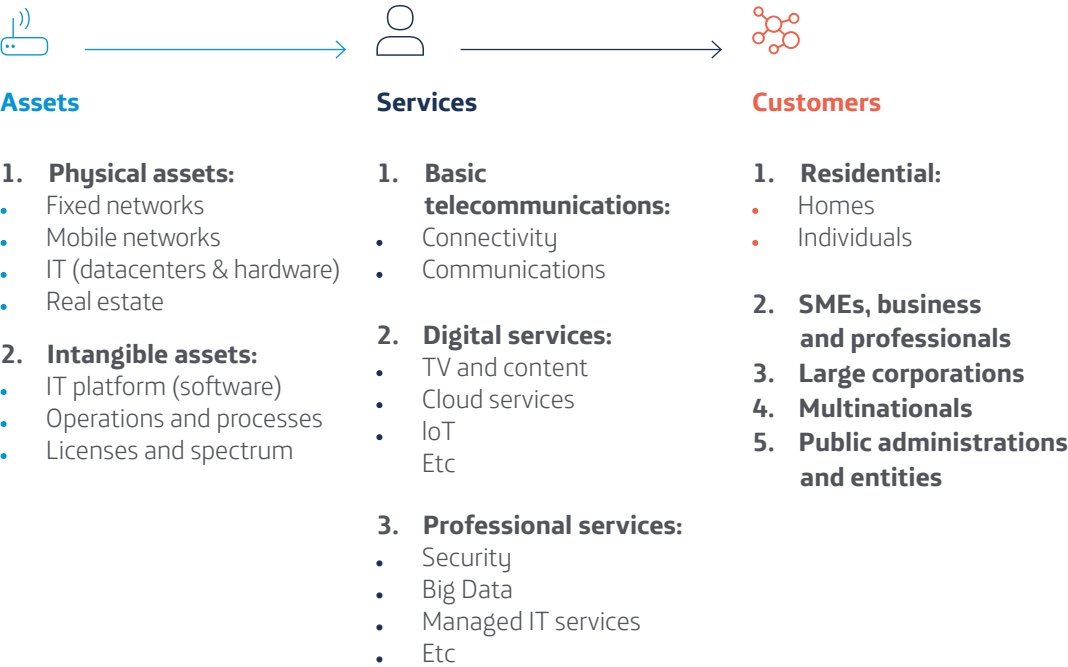 Assets
1. Physical assets:
Fixed networks
Mobile networks
IT (datacenters & hardware)
Real estate
2. Intangible assets:
IT platform (software)
Operations and processes
Licenses and spectrum
Services
1. Basic
telecommunications:
Connectivity
Communications
2. Digital services:
TV and content
Cloud services
IoT
Etc
3. Professional services:
Security
Big Data
Managed IT services
Etc
Customers
1. Residential:
Homes
Individuals
2. SMEs, business
and professionals
3. Large corporations
4. Multinationals
5. Public administrations
and entities